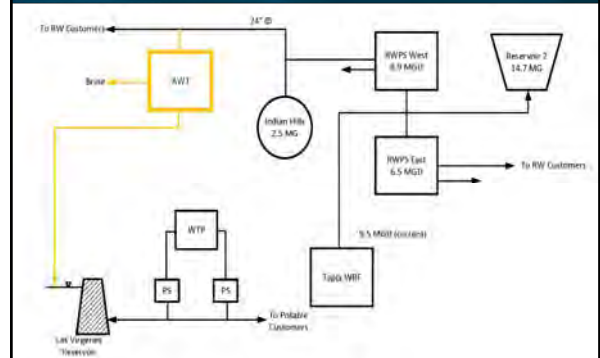 To RW Customers
24" Ø
RWPS West
8.9 MGD
Reservoir 2
14.7 MG
Brine
AWT
Indian Hills
2.5 MG
RWPS East
6.5 MGD
To RW Customers
WTP
9.5 MGD (current)
Tapia WRF
PS
PS
To Potable
Customers
Las Virgenes
Reservoir